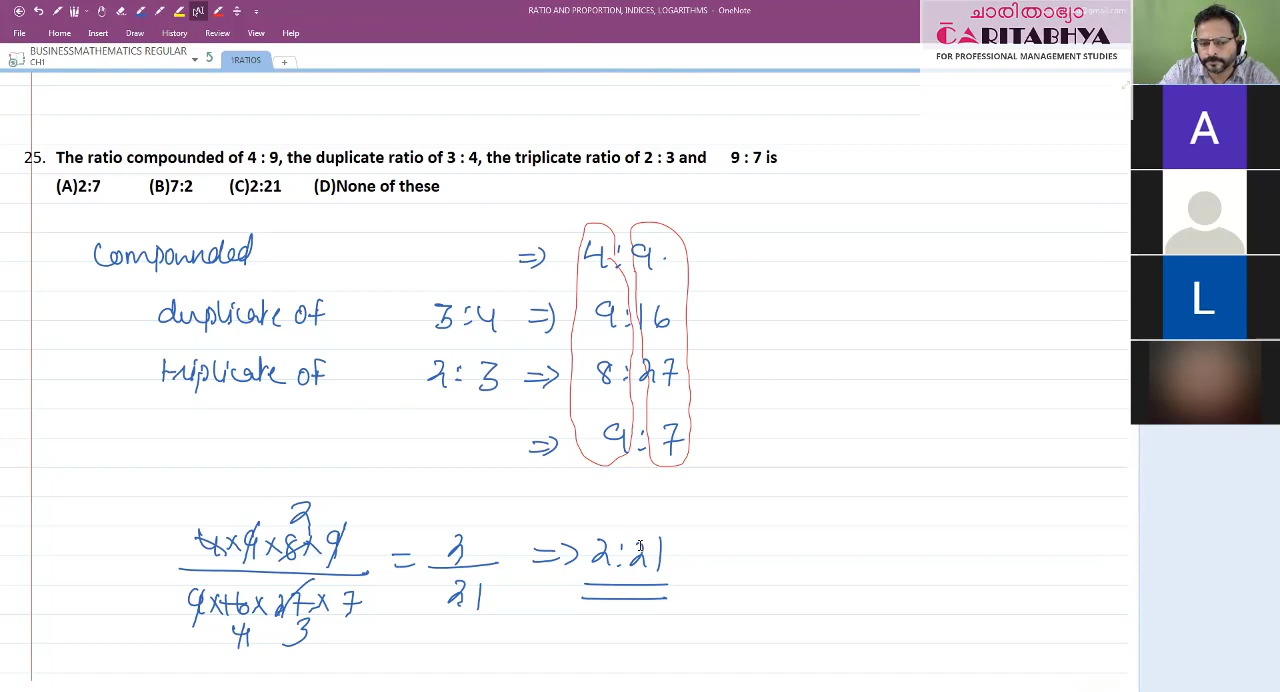 RATIO AND PROPORTION, INDICES, LOGARITHMS - OneNote
File Home Insert Draw History Review View Help
BUSINESSMATHEMATICS REGULAR
CH1
5
1RATIOS
+
ചാരിതാഭ്യാ
CARITABHYA
FOR PROFESSIONAL MANAGEMENT STUDIES
A
L
25. The ratio compounded of 4 : 9, the duplicate ratio of 3 : 4, the triplicate ratio of 2 : 3 and 9 : 7 is
(A)2:7 (B)7:2 (C)2:21 (D)None of these
Compounded => 4:9.
duplicate of 3:4 => 9:16
triplicate of 2:3 => 8:27
=> 9:7
2
4×9×8×9 = 2 => 2:21
9×16×27×7 21
4 3